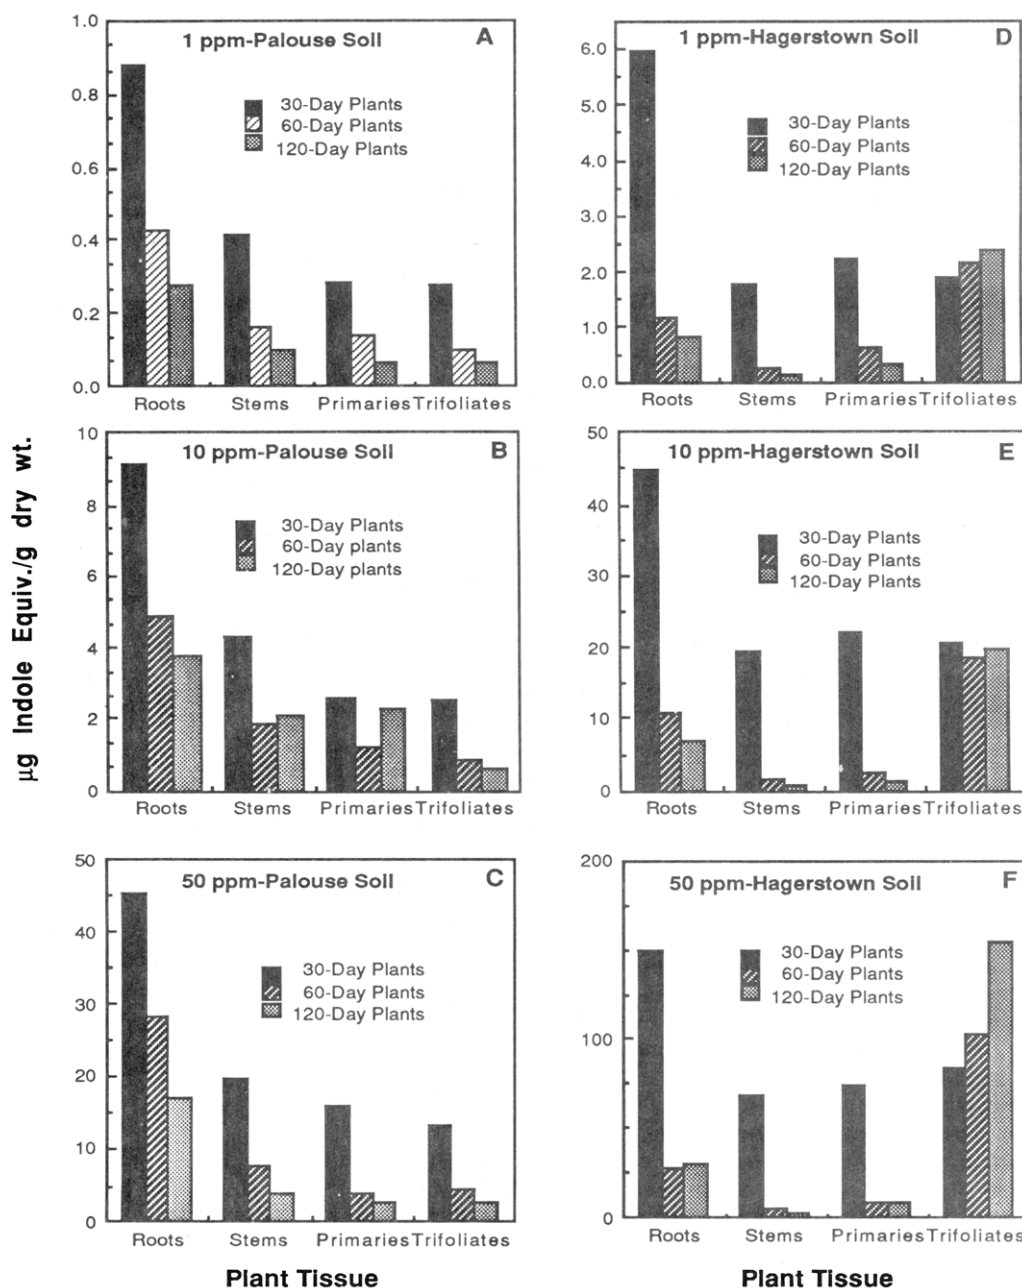 µg Indole Equiv./g dry wt.
1 ppm-Palouse Soil
A
1.0
0.8
0.6
0.4
0.2
0.0
30-Day Plants
60-Day Plants
120-Day Plants
Roots Stems Primaries Trifoliates
1 ppm-Hagerstown Soil
D
6.0
5.0
4.0
3.0
2.0
1.0
0.0
30-Day Plants
60-Day Plants
120-Day Plants
Roots Stems Primaries Trifoliates
10 ppm-Palouse Soil
B
10
8
6
4
2
0
30-Day Plants
60-Day plants
120-Day plants
Roots Stems Primaries Trifoliates
10 ppm-Hagerstown Soil
E
50
40
30
20
10
0
30-Day Plants
60-Day Plants
120-Day Plants
Roots Stems Primaries Trifoliates
50 ppm-Palouse Soil
C
50
40
30
20
10
0
30-Day Plants
60-Day Plants
120-Day Plants
Roots Stems Primaries Trifoliates
Plant Tissue
50 ppm-Hagerstown Soil
F
200
150
100
50
0
30-Day Plants
60-Day Plants
120-Day Plants
Roots Stems Primaries Trifoliates
Plant Tissue